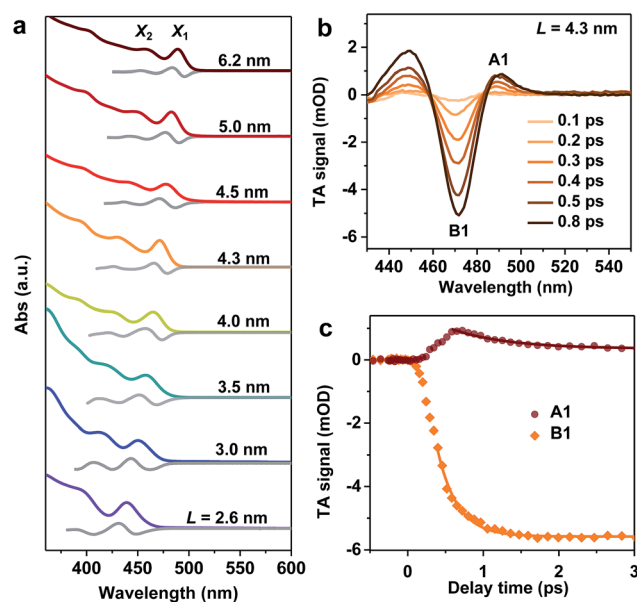 a
X2 X1
6.2 nm
5.0 nm
4.5 nm
4.3 nm
4.0 nm
3.5 nm
3.0 nm
L = 2.6 nm
Abs (a.u.)
400 450 500 550 600
Wavelength (nm)
b
L = 4.3 nm
A1
B1
0.1 ps
0.2 ps
0.3 ps
0.4 ps
0.5 ps
0.8 ps
2
0
-2
-4
-6
TA signal (mOD)
440 460 480 500 520 540
Wavelength (nm)
c
A1
B1
2
0
-2
-4
-6
TA signal (mOD)
0 1 2 3
Delay time (ps)